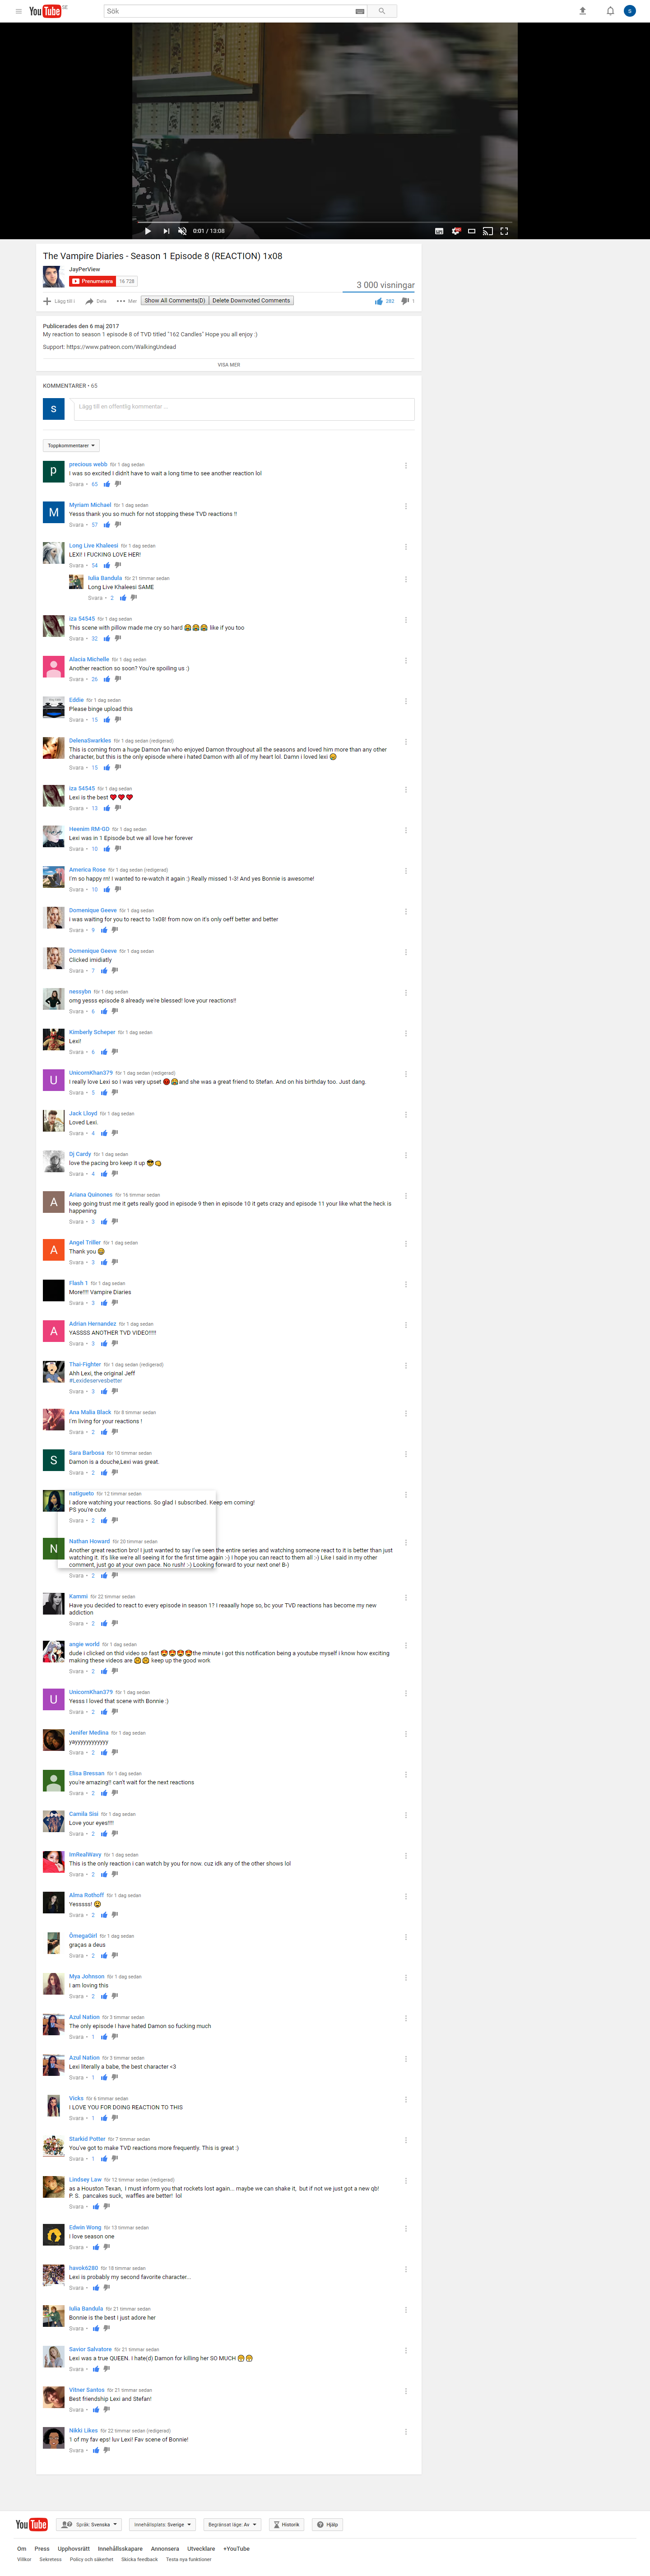 YouTube SE
Sök
S
0:01 / 13:08
The Vampire Diaries - Season 1 Episode 8 (REACTION) 1x08
JayPerView
Prenumerera 16 728
3 000 visningar
Lägg till i Dela Mer Show All Comments(D) Delete Downvoted Comments 282 1
Publicerades den 6 maj 2017
My reaction to season 1 episode 8 of TVD titled "162 Candles" Hope you all enjoy :)
Support: https://www.patreon.com/WalkingUndead
VISA MER
KOMMENTARER • 65
S
Lägg till en offentlig kommentar ...
Toppkommentarer
p
precious webb för 1 dag sedan
I was so excited I didn't have to wait a long time to see another reaction lol
Svara • 65
M
Myriam Michael för 1 dag sedan
Yesss thank you so much for not stopping these TVD reactions !!
Svara • 57
Long Live Khaleesi för 1 dag sedan
LEXI! I FUCKING LOVE HER!
Svara • 54
Iulia Bandula för 21 timmar sedan
Long Live Khaleesi SAME
Svara • 2
iza 54545 för 1 dag sedan
This scene with pillow made me cry so hard 😭😭😭 like if you too
Svara • 32
Alacia Michelle för 1 dag sedan
Another reaction so soon? You're spoiling us :)
Svara • 26
Eddie för 1 dag sedan
Please binge upload this
Svara • 15
DelenaSwarkles för 1 dag sedan (redigerad)
This is coming from a huge Damon fan who enjoyed Damon throughout all the seasons and loved him more than any other
character, but this is the only episode where i hated Damon with all of my heart lol. Damn i loved lexi
Svara • 15
iza 54545 för 1 dag sedan
Lexi is the best ❤❤❤
Svara • 13
Heenim RM-GD för 1 dag sedan
Lexi was in 1 Episode but we all love her forever
Svara • 10
America Rose för 1 dag sedan (redigerad)
I'm so happy rn! I wanted to re-watch it again :) Really missed 1-3! And yes Bonnie is awesome!
Svara • 10
Domenique Geeve för 1 dag sedan
i was waiting for you to react to 1x08! from now on it's only oeff better and better
Svara • 9
Domenique Geeve för 1 dag sedan
Clicked imidiatly
Svara • 7
nessybn för 1 dag sedan
omg yesss episode 8 already we're blessed! love your reactions!!
Svara • 6
Kimberly Scheper för 1 dag sedan
Lexi!
Svara • 6
U
UnicornKhan379 för 1 dag sedan (redigerad)
I really love Lexi so I was very upset 😡😭and she was a great friend to Stefan. And on his birthday too. Just dang.
Svara • 5
Jack Lloyd för 1 dag sedan
Loved Lexi.
Svara • 4
Dj Cardy för 1 dag sedan
love the pacing bro keep it up 😎
Svara • 4
A
Ariana Quinones för 16 timmar sedan
keep going trust me it gets really good in episode 9 then in episode 10 it gets crazy and episode 11 your like what the heck is
happening
Svara • 3
A
Angel Triller för 1 dag sedan
Thank you
Svara • 3
Flash 1 för 1 dag sedan
More!!!! Vampire Diaries
Svara • 3
A
Adrian Hernandez för 1 dag sedan
YASSSS ANOTHER TVD VIDEO!!!!!
Svara • 3
Thai-Fighter för 1 dag sedan (redigerad)
Ahh Lexi, the original Jeff
#Lexideservesbetter
Svara • 3
Ana Malia Black för 8 timmar sedan
I'm living for your reactions !
Svara • 2
S
Sara Barbosa för 10 timmar sedan
Damon is a douche,Lexi was great.
Svara • 2
natigueto för 12 timmar sedan
I adore watching your reactions. So glad I subscribed. Keep em coming!
PS you're cute
Svara • 2
N
Nathan Howard för 20 timmar sedan
Another great reaction bro! I just wanted to say I've seen the entire series and watching someone react to it is better than just
watching it. It's like we're all seeing it for the first time again :-) I hope you can react to them all :-) Like I said in my other
comment, just go at your own pace. No rush! :-) Looking forward to your next one! B-)
Svara • 2
Kammi för 22 timmar sedan
Have you decided to react to every episode in season 1? I reaaally hope so, bc your TVD reactions has become my new
addiction
Svara • 2
angie world för 1 dag sedan
dude i clicked on thid video so fast 😍😍😍😍the minute i got this notification being a youtube myself i know how exciting
making these videos are keep up the good work
Svara • 2
U
UnicornKhan379 för 1 dag sedan
Yesss I loved that scene with Bonnie :)
Svara • 2
Jenifer Medina för 1 dag sedan
yayyyyyyyyyyyy
Svara • 2
Elisa Bressan för 1 dag sedan
you're amazing!! can't wait for the next reactions
Svara • 2
Camila Sisi för 1 dag sedan
Love your eyes!!!!
Svara • 2
ImRealWavy för 1 dag sedan
This is the only reaction i can watch by you for now. cuz idk any of the other shows lol
Svara • 2
Alma Rothoff för 1 dag sedan
Yesssss!
Svara • 2
ÔmegaGirl för 1 dag sedan
graças a deus
Svara • 2
Mya Johnson för 1 dag sedan
I am loving this
Svara • 2
Azul Nation för 3 timmar sedan
The only episode I have hated Damon so fucking much
Svara • 1
Azul Nation för 3 timmar sedan
Lexi literally a babe, the best character <3
Svara • 1
Vicks för 6 timmar sedan
I LOVE YOU FOR DOING REACTION TO THIS
Svara • 1
Starkid Potter för 7 timmar sedan
You've got to make TVD reactions more frequently. This is great :)
Svara • 1
Lindsey Law för 12 timmar sedan (redigerad)
as a Houston Texan, I must inform you that rockets lost again... maybe we can shake it, but if not we just got a new qb!
P. S. .pancakes suck, waffles are better! lol
Svara •
Edwin Wong för 13 timmar sedan
I love season one
Svara •
havok6280 för 18 timmar sedan
Lexi is probably my second favorite character...
Svara •
Iulia Bandula för 21 timmar sedan
Bonnie is the best I just adore her
Svara •
Savior Salvatore för 21 timmar sedan
Lexi was a true QUEEN. I hate(d) Damon for killing her SO MUCH
Svara •
Vitner Santos för 21 timmar sedan
Best friendship Lexi and Stefan!
Svara •
Nikki Likes för 22 timmar sedan (redigerad)
1 of my fav eps! luv Lexi! Fav scene of Bonnie!
Svara •
YouTube Språk: Svenska Innehållsplats: Sverige Begränsat läge: Av Historik Hjälp
Om Press Upphovsrätt Innehållsskapare Annonsera Utvecklare +YouTube
Villkor Sekretess Policy och säkerhet Skicka feedback Testa nya funktioner